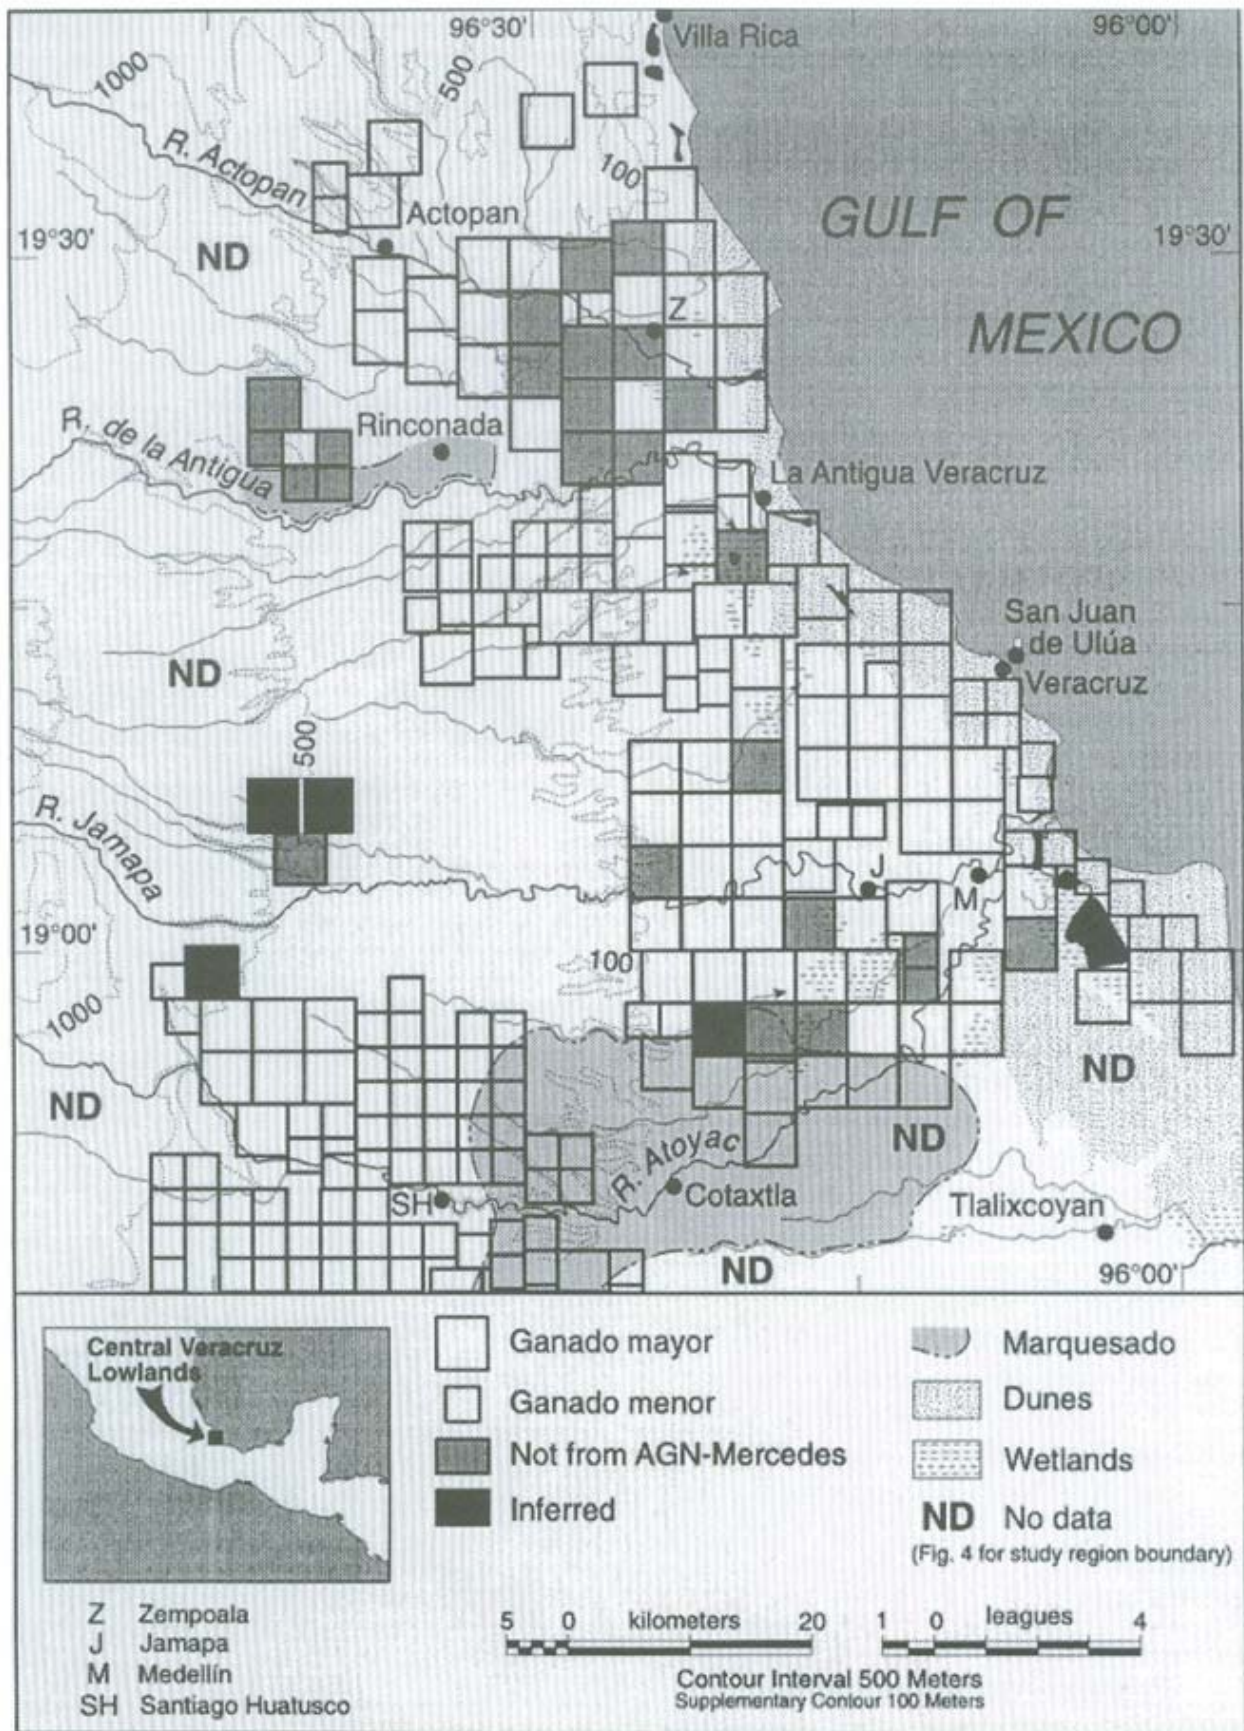 96°30'
96°00'
Villa Rica
1000
500
R. Actopan
100
Actopan
GULF OF
19°30'
ND
19°30'
Z
MEXICO
Rinconada
R. de la Antigua
La Antigua Veracruz
San Juan
de Ulúa
ND
Veracruz
500
R. Jamapa
J
M
19°00'
100
1000
ND
ND
R. Atoyac
ND
SH
Cotaxtla
Tlalixcoyan
ND
96°00'
Central Veracruz
Lowlands
Ganado mayor
Ganado menor
Not from AGN-Mercedes
Inferred
Marquesado
Dunes
Wetlands
ND No data
(Fig. 4 for study region boundary)
Z Zempoala
J Jamapa
M Medellín
SH Santiago Huatusco
5 0 kilometers 20
1 0 leagues 4
Contour Interval 500 Meters
Supplementary Contour 100 Meters